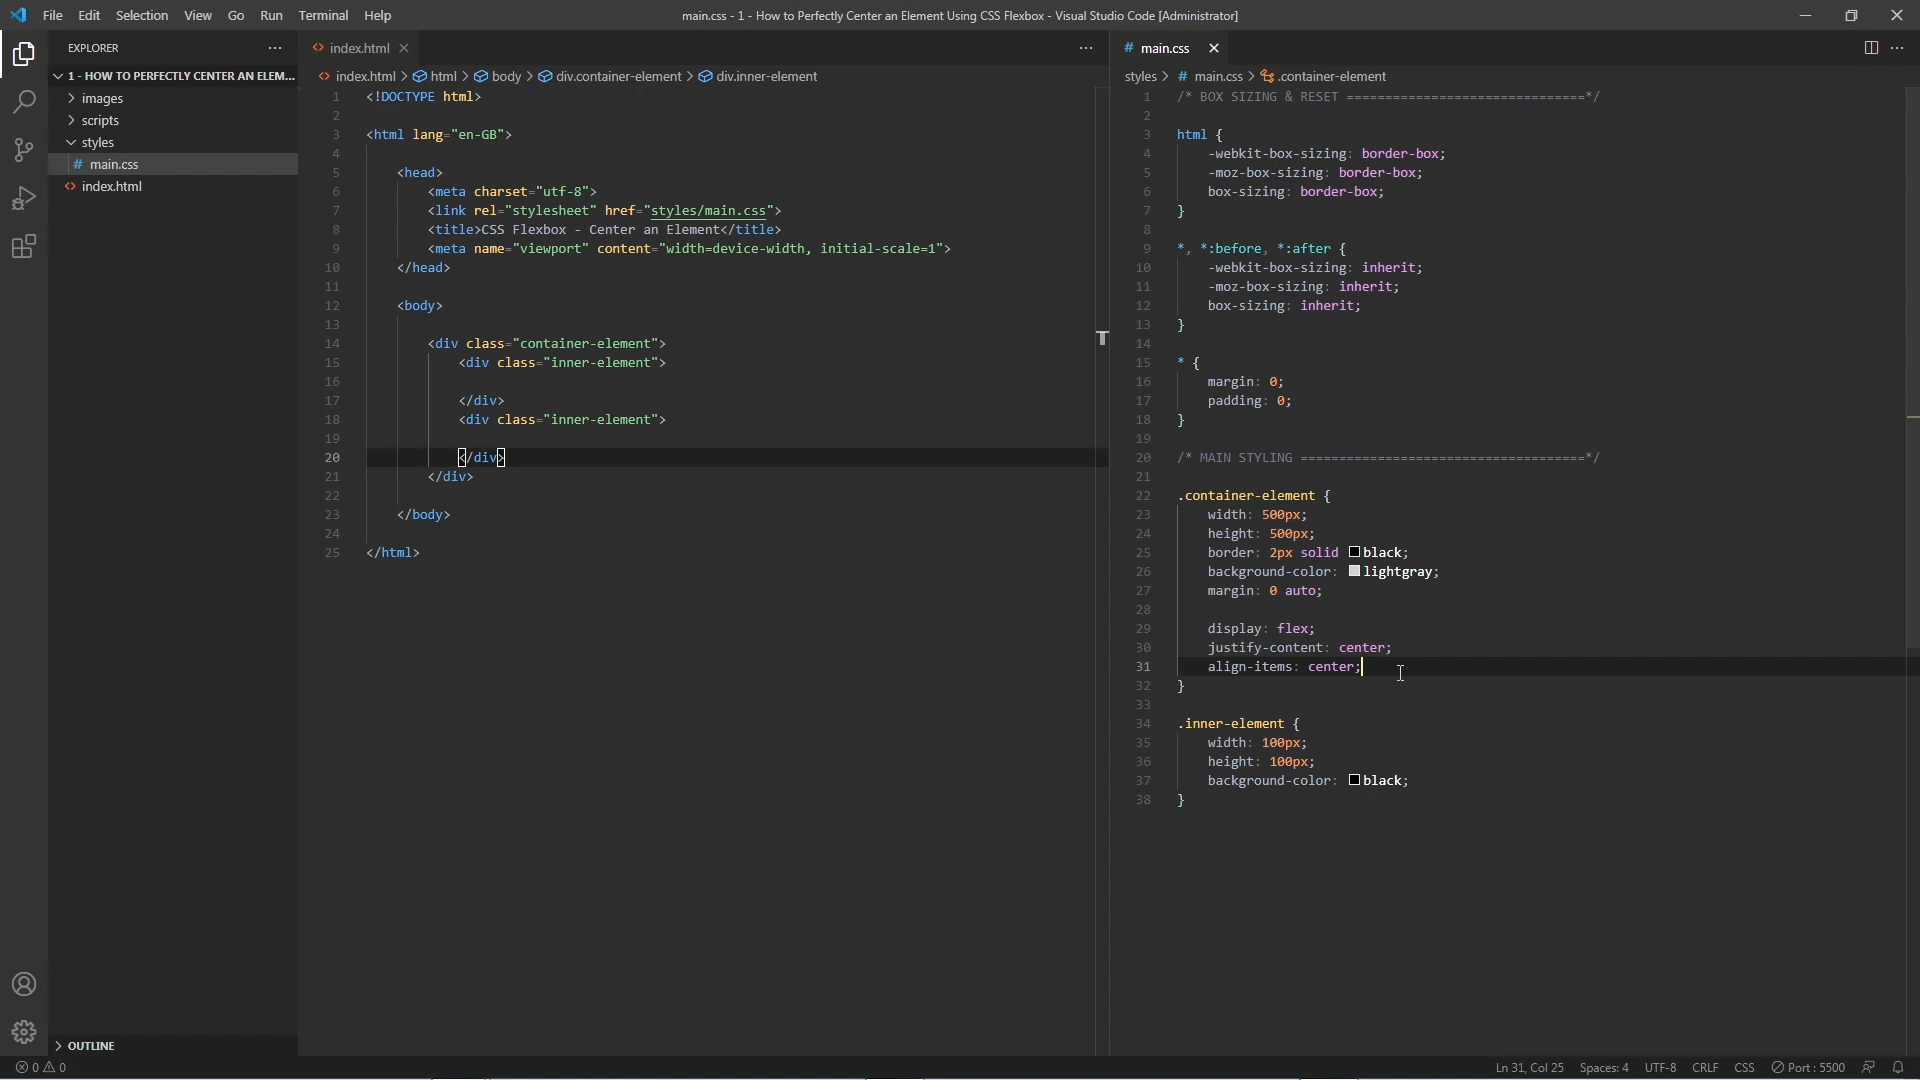 File Edit Selection View Go Run Terminal Help
main.css - 1 - How to Perfectly Center an Element Using CSS Flexbox - Visual Studio Code [Administrator]
EXPLORER
1 - HOW TO PERFECTLY CENTER AN ELEM...
images
scripts
styles
# main.css
<> index.html
OUTLINE
<> index.html
<> index.html > html > body > div.container-element > div.inner-element
1 <!DOCTYPE html>
2
3 <html lang="en-GB">
4
5 <head>
6 <meta charset="utf-8">
7 <link rel="stylesheet" href="styles/main.css">
8 <title>CSS Flexbox - Center an Element</title>
9 <meta name="viewport" content="width=device-width, initial-scale=1">
10 </head>
11
12 <body>
13
14 <div class="container-element">
15 <div class="inner-element">
16
17 </div>
18 <div class="inner-element">
19
20 </div>
21 </div>
22
23 </body>
24
25 </html>
# main.css
styles > # main.css > .container-element
1 /* BOX SIZING & RESET ===============================*/
2
3 html {
4 -webkit-box-sizing: border-box;
5 -moz-box-sizing: border-box;
6 box-sizing: border-box;
7 }
8
9 *, *:before, *:after {
10 -webkit-box-sizing: inherit;
11 -moz-box-sizing: inherit;
12 box-sizing: inherit;
13 }
14
15 * {
16 margin: 0;
17 padding: 0;
18 }
19
20 /* MAIN STYLING =====================================*/
21
22 .container-element {
23 width: 500px;
24 height: 500px;
25 border: 2px solid black;
26 background-color: lightgray;
27 margin: 0 auto;
28
29 display: flex;
30 justify-content: center;
31 align-items: center;
32 }
33
34 .inner-element {
35 width: 100px;
36 height: 100px;
37 background-color: black;
38 }
0 0
Ln 31, Col 25 Spaces: 4 UTF-8 CRLF CSS Port : 5500